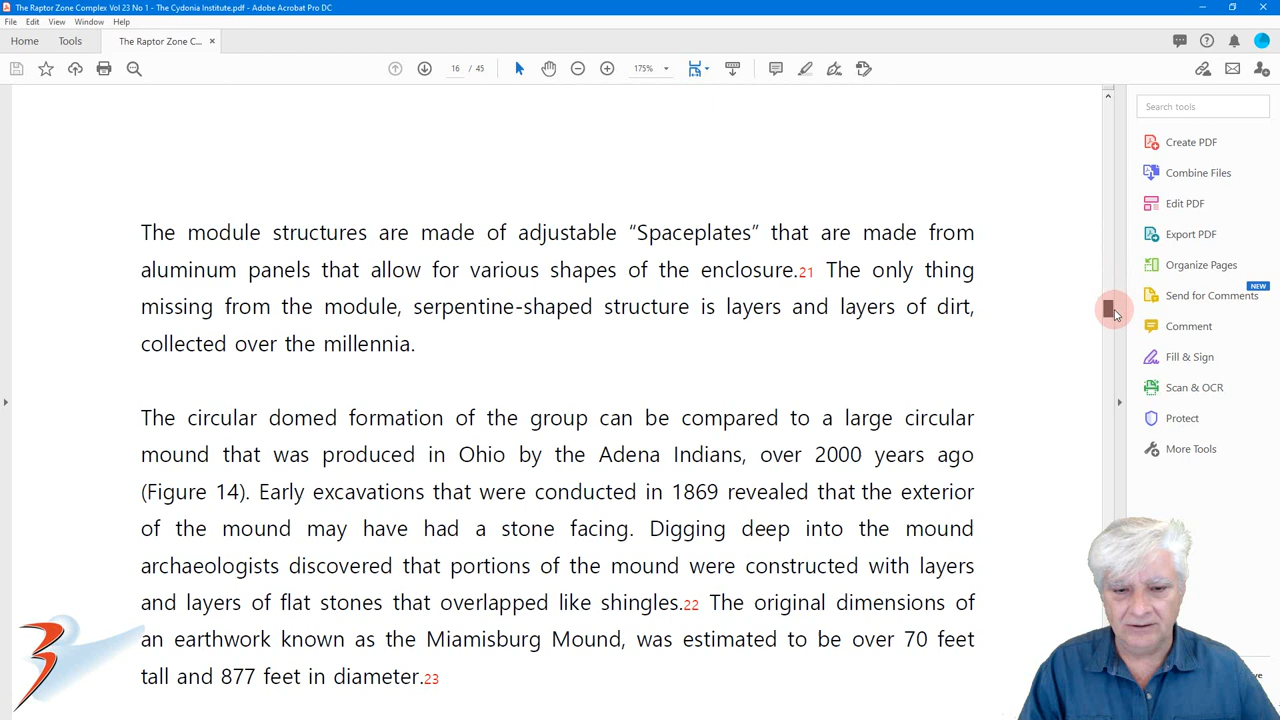 The Raptor Zone Complex Vol 23 No 1 - The Cydonia Institute.pdf - Adobe Acrobat Pro DC
File Edit View Window Help
Home Tools The Raptor Zone C... ×
16 / 45 175%
Search tools
Create PDF
Combine Files
Edit PDF
Export PDF
Organize Pages
NEW
Send for Comments
Comment
Fill & Sign
Scan & OCR
Protect
More Tools
The module structures are made of adjustable “Spaceplates” that are made from
aluminum panels that allow for various shapes of the enclosure.21 The only thing
missing from the module, serpentine-shaped structure is layers and layers of dirt,
collected over the millennia.
The circular domed formation of the group can be compared to a large circular
mound that was produced in Ohio by the Adena Indians, over 2000 years ago
(Figure 14). Early excavations that were conducted in 1869 revealed that the exterior
of the mound may have had a stone facing. Digging deep into the mound
archaeologists discovered that portions of the mound were constructed with layers
and layers of flat stones that overlapped like shingles.22 The original dimensions of
an earthwork known as the Miamisburg Mound, was estimated to be over 70 feet
tall and 877 feet in diameter.23